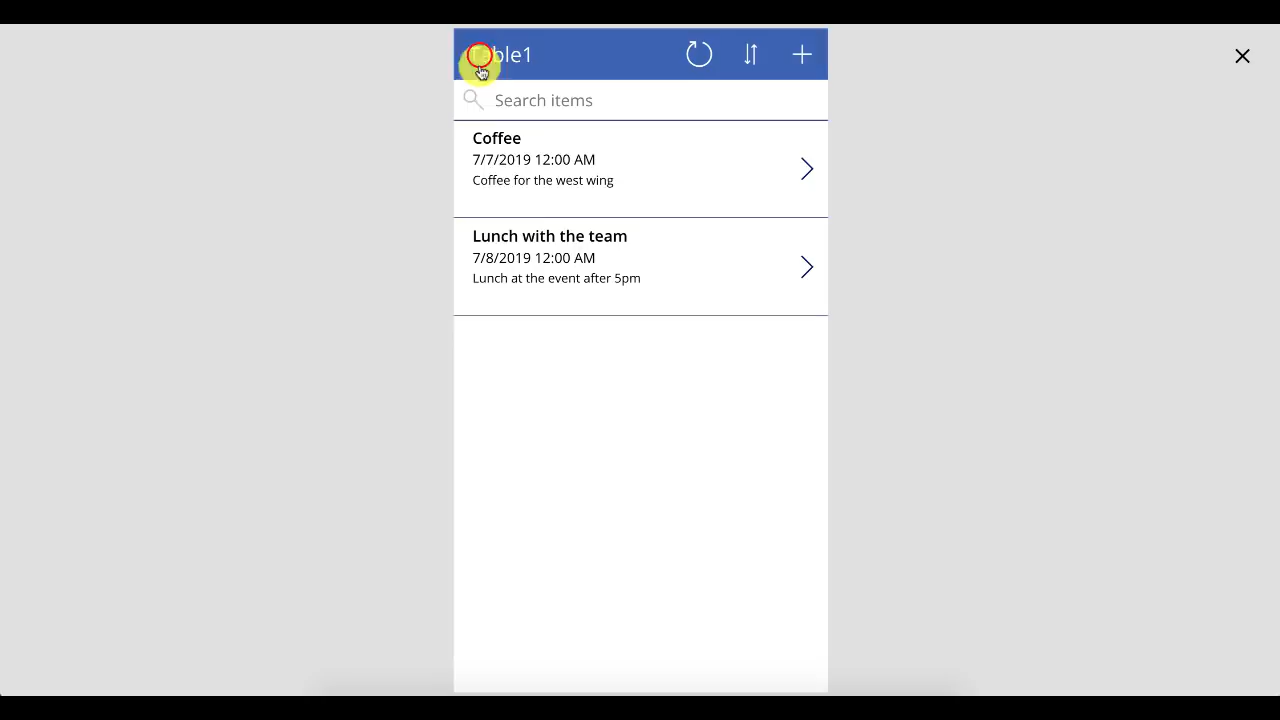 Table1
Search items
Coffee
7/7/2019 12:00 AM
Coffee for the west wing
Lunch with the team
7/8/2019 12:00 AM
Lunch at the event after 5pm